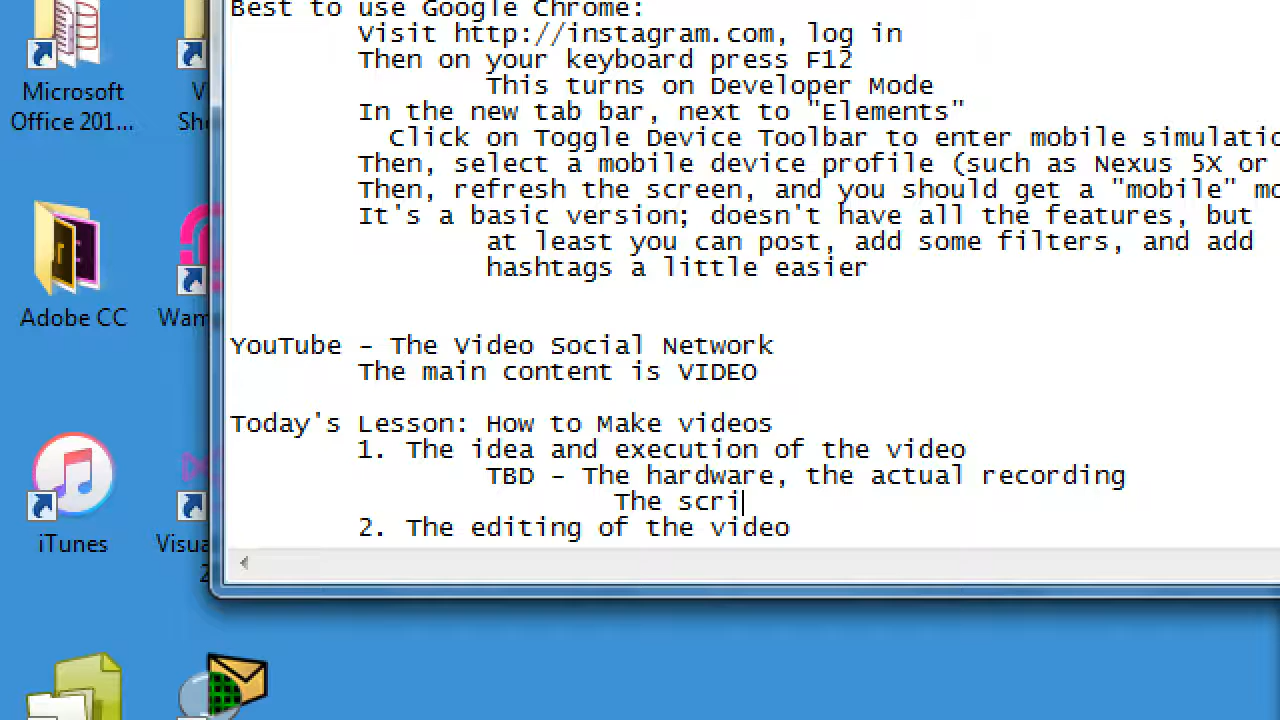 Best to use Google Chrome:
Visit http://instagram.com, log in
Then on your keyboard press F12
This turns on Developer Mode
In the new tab bar, next to "Elements"
Click on Toggle Device Toolbar to enter mobile simulatio
Then, select a mobile device profile (such as Nexus 5X or
Then, refresh the screen, and you should get a "mobile" mo
It's a basic version; doesn't have all the features, but
at least you can post, add some filters, and add
hashtags a little easier
YouTube - The Video Social Network
The main content is VIDEO
Today's Lesson: How to Make videos
1. The idea and execution of the video
TBD - The hardware, the actual recording
The scri
2. The editing of the video
Microsoft
Office 201...
V
Sho
Adobe CC
Wam
iTunes
Visua
2